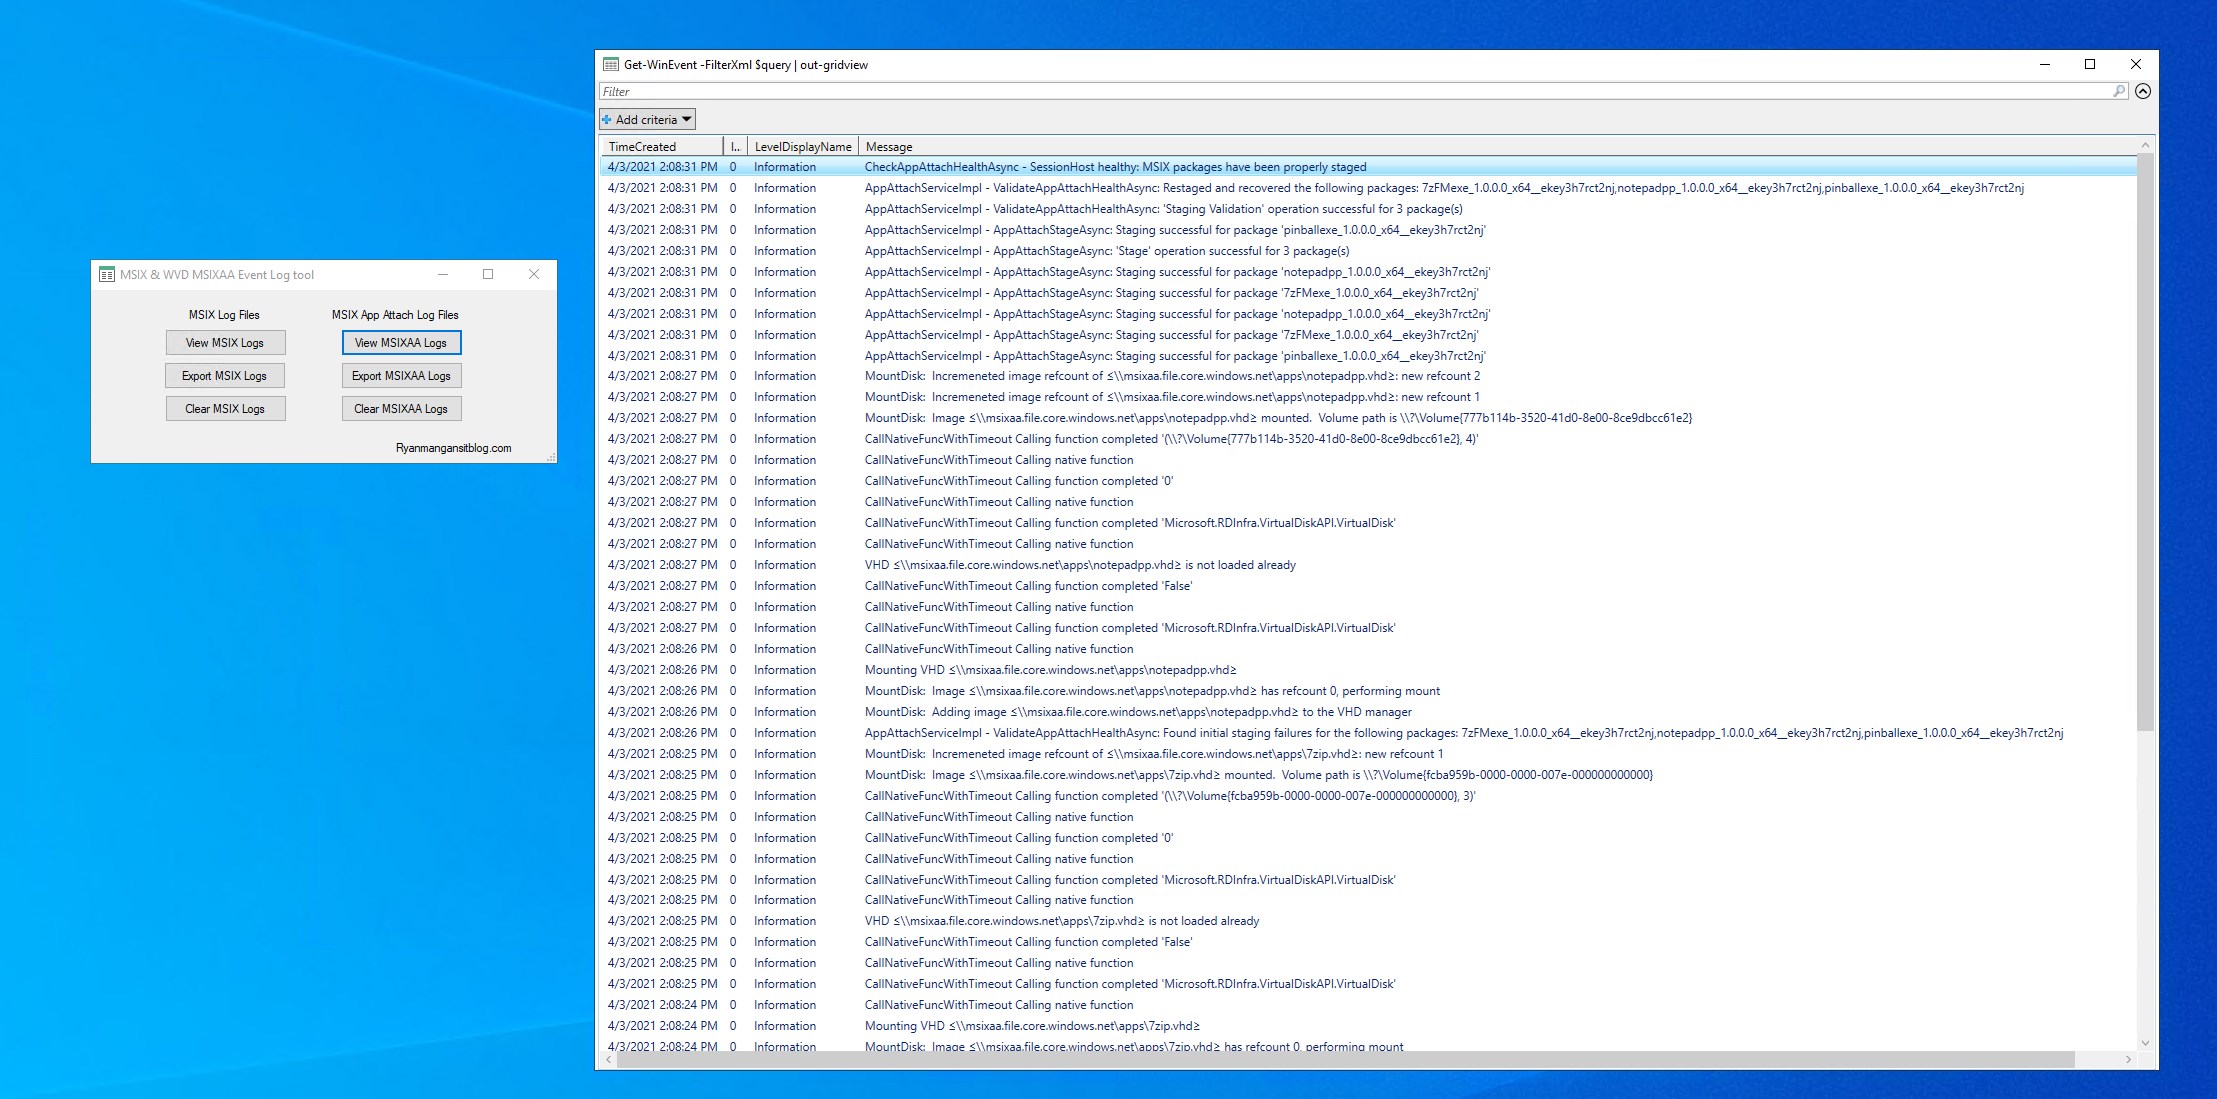 MSIX & WVD MSIXAA Event Log tool
MSIX Log Files
MSIX App Attach Log Files
View MSIX Logs
View MSIXAA Logs
Export MSIX Logs
Export MSIXAA Logs
Clear MSIX Logs
Clear MSIXAA Logs
Ryanmangansitblog.com
Get-WinEvent -FilterXml $query | out-gridview
Filter
Add criteria
TimeCreated I... LevelDisplayName Message
4/3/2021 2:08:31 PM 0 Information CheckAppAttachHealthAsync - SessionHost healthy: MSIX packages have been properly staged
4/3/2021 2:08:31 PM 0 Information AppAttachServiceImpl - ValidateAppAttachHealthAsync: Restaged and recovered the following packages: 7zFMexe_1.0.0.0_x64__ekey3h7rct2nj,notepadpp_1.0.0.0_x64__ekey3h7rct2nj,pinballexe_1.0.0.0_x64__ekey3h7rct2nj
4/3/2021 2:08:31 PM 0 Information AppAttachServiceImpl - ValidateAppAttachHealthAsync: 'Staging Validation' operation successful for 3 package(s)
4/3/2021 2:08:31 PM 0 Information AppAttachServiceImpl - AppAttachStageAsync: Staging successful for package 'pinballexe_1.0.0.0_x64__ekey3h7rct2nj'
4/3/2021 2:08:31 PM 0 Information AppAttachServiceImpl - AppAttachStageAsync: 'Stage' operation successful for 3 package(s)
4/3/2021 2:08:31 PM 0 Information AppAttachServiceImpl - AppAttachStageAsync: Staging successful for package 'notepadpp_1.0.0.0_x64__ekey3h7rct2nj'
4/3/2021 2:08:31 PM 0 Information AppAttachServiceImpl - AppAttachStageAsync: Staging successful for package '7zFMexe_1.0.0.0_x64__ekey3h7rct2nj'
4/3/2021 2:08:31 PM 0 Information AppAttachServiceImpl - AppAttachStageAsync: Staging successful for package 'notepadpp_1.0.0.0_x64__ekey3h7rct2nj'
4/3/2021 2:08:31 PM 0 Information AppAttachServiceImpl - AppAttachStageAsync: Staging successful for package '7zFMexe_1.0.0.0_x64__ekey3h7rct2nj'
4/3/2021 2:08:31 PM 0 Information AppAttachServiceImpl - AppAttachStageAsync: Staging successful for package 'pinballexe_1.0.0.0_x64__ekey3h7rct2nj'
4/3/2021 2:08:27 PM 0 Information MountDisk: Incremeneted image refcount of ≤\\msixaa.file.core.windows.net\apps\notepadpp.vhd≥: new refcount 2
4/3/2021 2:08:27 PM 0 Information MountDisk: Incremeneted image refcount of ≤\\msixaa.file.core.windows.net\apps\notepadpp.vhd≥: new refcount 1
4/3/2021 2:08:27 PM 0 Information MountDisk: Image ≤\\msixaa.file.core.windows.net\apps\notepadpp.vhd≥ mounted. Volume path is \\?\Volume{777b114b-3520-41d0-8e00-8ce9dbcc61e2}
4/3/2021 2:08:27 PM 0 Information CallNativeFuncWithTimeout Calling function completed '(\\?\Volume{777b114b-3520-41d0-8e00-8ce9dbcc61e2}, 4)'
4/3/2021 2:08:27 PM 0 Information CallNativeFuncWithTimeout Calling native function
4/3/2021 2:08:27 PM 0 Information CallNativeFuncWithTimeout Calling function completed '0'
4/3/2021 2:08:27 PM 0 Information CallNativeFuncWithTimeout Calling native function
4/3/2021 2:08:27 PM 0 Information CallNativeFuncWithTimeout Calling function completed 'Microsoft.RDInfra.VirtualDiskAPI.VirtualDisk'
4/3/2021 2:08:27 PM 0 Information CallNativeFuncWithTimeout Calling native function
4/3/2021 2:08:27 PM 0 Information VHD ≤\\msixaa.file.core.windows.net\apps\notepadpp.vhd≥ is not loaded already
4/3/2021 2:08:27 PM 0 Information CallNativeFuncWithTimeout Calling function completed 'False'
4/3/2021 2:08:27 PM 0 Information CallNativeFuncWithTimeout Calling native function
4/3/2021 2:08:27 PM 0 Information CallNativeFuncWithTimeout Calling function completed 'Microsoft.RDInfra.VirtualDiskAPI.VirtualDisk'
4/3/2021 2:08:26 PM 0 Information CallNativeFuncWithTimeout Calling native function
4/3/2021 2:08:26 PM 0 Information Mounting VHD ≤\\msixaa.file.core.windows.net\apps\notepadpp.vhd≥
4/3/2021 2:08:26 PM 0 Information MountDisk: Image ≤\\msixaa.file.core.windows.net\apps\notepadpp.vhd≥ has refcount 0, performing mount
4/3/2021 2:08:26 PM 0 Information MountDisk: Adding image ≤\\msixaa.file.core.windows.net\apps\notepadpp.vhd≥ to the VHD manager
4/3/2021 2:08:26 PM 0 Information AppAttachServiceImpl - ValidateAppAttachHealthAsync: Found initial staging failures for the following packages: 7zFMexe_1.0.0.0_x64__ekey3h7rct2nj,notepadpp_1.0.0.0_x64__ekey3h7rct2nj,pinballexe_1.0.0.0_x64__ekey3h7rct2nj
4/3/2021 2:08:25 PM 0 Information MountDisk: Incremeneted image refcount of ≤\\msixaa.file.core.windows.net\apps\7zip.vhd≥: new refcount 1
4/3/2021 2:08:25 PM 0 Information MountDisk: Image ≤\\msixaa.file.core.windows.net\apps\7zip.vhd≥ mounted. Volume path is \\?\Volume{fcba959b-0000-0000-007e-000000000000}
4/3/2021 2:08:25 PM 0 Information CallNativeFuncWithTimeout Calling function completed '(\\?\Volume{fcba959b-0000-0000-007e-000000000000}, 3)'
4/3/2021 2:08:25 PM 0 Information CallNativeFuncWithTimeout Calling native function
4/3/2021 2:08:25 PM 0 Information CallNativeFuncWithTimeout Calling function completed '0'
4/3/2021 2:08:25 PM 0 Information CallNativeFuncWithTimeout Calling native function
4/3/2021 2:08:25 PM 0 Information CallNativeFuncWithTimeout Calling function completed 'Microsoft.RDInfra.VirtualDiskAPI.VirtualDisk'
4/3/2021 2:08:25 PM 0 Information CallNativeFuncWithTimeout Calling native function
4/3/2021 2:08:25 PM 0 Information VHD ≤\\msixaa.file.core.windows.net\apps\7zip.vhd≥ is not loaded already
4/3/2021 2:08:25 PM 0 Information CallNativeFuncWithTimeout Calling function completed 'False'
4/3/2021 2:08:25 PM 0 Information CallNativeFuncWithTimeout Calling native function
4/3/2021 2:08:25 PM 0 Information CallNativeFuncWithTimeout Calling function completed 'Microsoft.RDInfra.VirtualDiskAPI.VirtualDisk'
4/3/2021 2:08:24 PM 0 Information CallNativeFuncWithTimeout Calling native function
4/3/2021 2:08:24 PM 0 Information Mounting VHD ≤\\msixaa.file.core.windows.net\apps\7zip.vhd≥
4/3/2021 2:08:24 PM 0 Information MountDisk: Image ≤\\msixaa.file.core.windows.net\apps\7zip.vhd≥ has refcount 0, performing mount